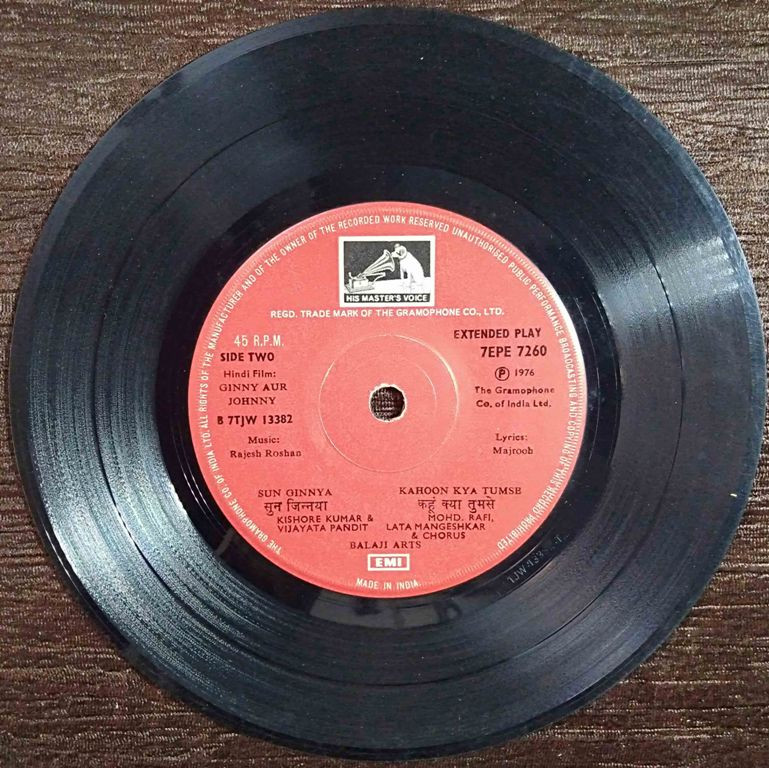 THE GRAMOPHONE CO. OF INDIA LTD. ALL RIGHTS OF THE MANUFACTURER AND OF THE OWNER OF THE RECORDED WORK RESERVED UNAUTHORISED PUBLIC PERFORMANCE BROADCASTING AND COPYING OF THIS RECORD PROHIBITED
HIS MASTER'S VOICE
REGD. TRADE MARK OF THE GRAMOPHONE CO., LTD.
45 R.P.M.
SIDE TWO
Hindi Film:
GINNY AUR
JOHNNY
B 7TJW 13382
Music:
Rajesh Roshan
EXTENDED PLAY
7EPE 7260
Ⓟ 1976
The Gramophone
Co. of India Ltd.
Lyrics:
Majrooh
SUN GINNYA
सुन जिन्नया
KISHORE KUMAR &
VIJAYATA PANDIT
KAHOON KYA TUMSE
कहूँ क्या तुमसे
MOHD. RAFI,
LATA MANGESHKAR
& CHORUS
BALAJI ARTS
EMI
MADE IN INDIA